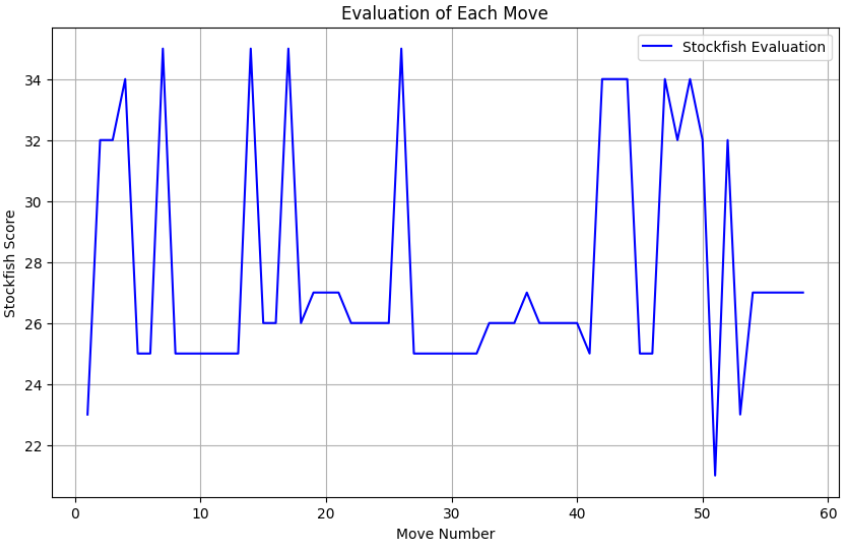 Evaluation of Each Move
Stockfish Evaluation
Stockfish Score
34
32
30
28
26
24
22
0 10 20 30 40 50 60
Move Number